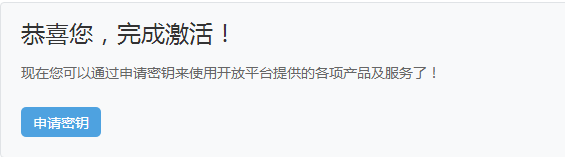 恭喜您，完成激活！
现在您可以通过申请密钥来使用开放平台提供的各项产品及服务了！
申请密钥